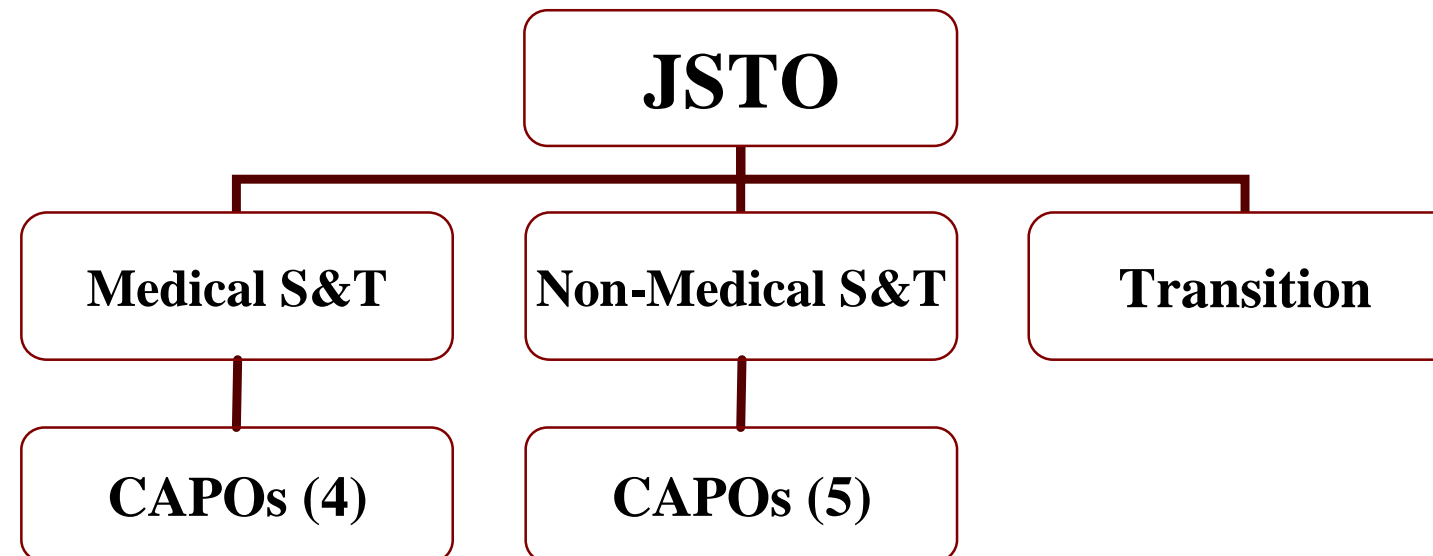 JSTO
Medical S&T
Non-Medical S&T
Transition
CAPOs (4)
CAPOs (5)